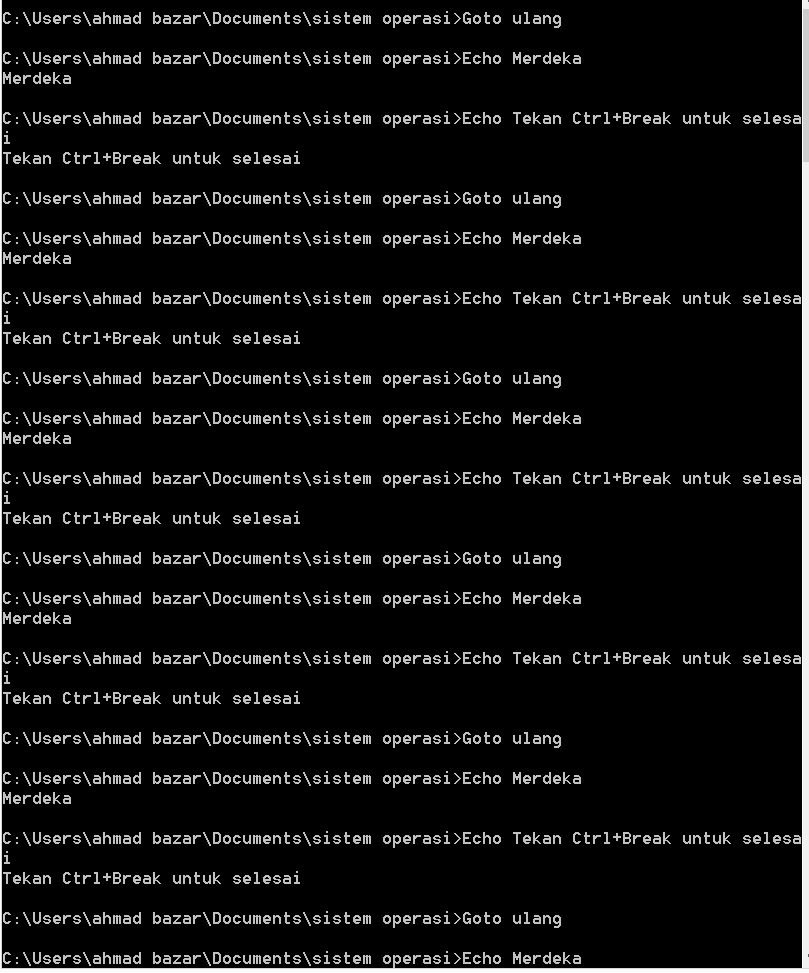 C:\Users\ahmad bazar\Documents\sistem operasi>Goto ulang
C:\Users\ahmad bazar\Documents\sistem operasi>Echo Merdeka
Merdeka
C:\Users\ahmad bazar\Documents\sistem operasi>Echo Tekan Ctrl+Break untuk selesa
i
Tekan Ctrl+Break untuk selesai
C:\Users\ahmad bazar\Documents\sistem operasi>Goto ulang
C:\Users\ahmad bazar\Documents\sistem operasi>Echo Merdeka
Merdeka
C:\Users\ahmad bazar\Documents\sistem operasi>Echo Tekan Ctrl+Break untuk selesa
i
Tekan Ctrl+Break untuk selesai
C:\Users\ahmad bazar\Documents\sistem operasi>Goto ulang
C:\Users\ahmad bazar\Documents\sistem operasi>Echo Merdeka
Merdeka
C:\Users\ahmad bazar\Documents\sistem operasi>Echo Tekan Ctrl+Break untuk selesa
i
Tekan Ctrl+Break untuk selesai
C:\Users\ahmad bazar\Documents\sistem operasi>Goto ulang
C:\Users\ahmad bazar\Documents\sistem operasi>Echo Merdeka
Merdeka
C:\Users\ahmad bazar\Documents\sistem operasi>Echo Tekan Ctrl+Break untuk selesa
i
Tekan Ctrl+Break untuk selesai
C:\Users\ahmad bazar\Documents\sistem operasi>Goto ulang
C:\Users\ahmad bazar\Documents\sistem operasi>Echo Merdeka
Merdeka
C:\Users\ahmad bazar\Documents\sistem operasi>Echo Tekan Ctrl+Break untuk selesa
i
Tekan Ctrl+Break untuk selesai
C:\Users\ahmad bazar\Documents\sistem operasi>Goto ulang
C:\Users\ahmad bazar\Documents\sistem operasi>Echo Merdeka